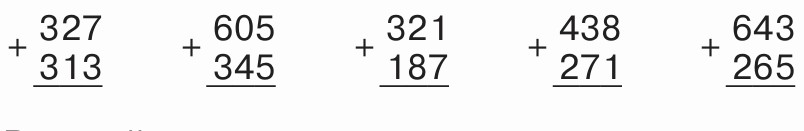 327 605 321 438 643
+ + + + +
313 345 187 271 265